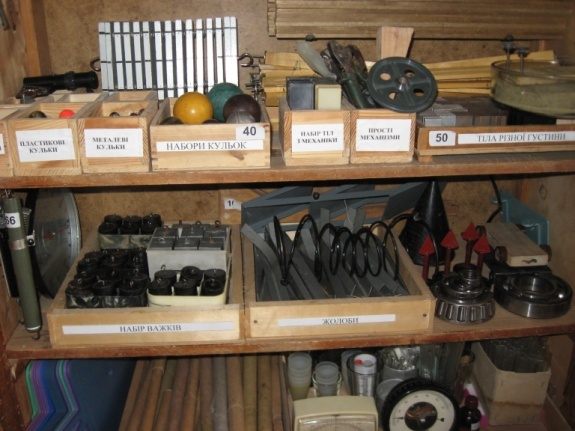 ПЛАСТИКОВІ
КУЛЬКИ
МЕТАЛЕВІ
КУЛЬКИ
40
НАБОРИ КУЛЬОК
НАБІР ТІЛ
З МЕХАНІКИ
ПРОСТІ
МЕХАНІЗМИ
50
ТІЛА РІЗНОЇ ГУСТИНИ
36
НАБІР ВАЖКІВ
ЖОЛОБИ